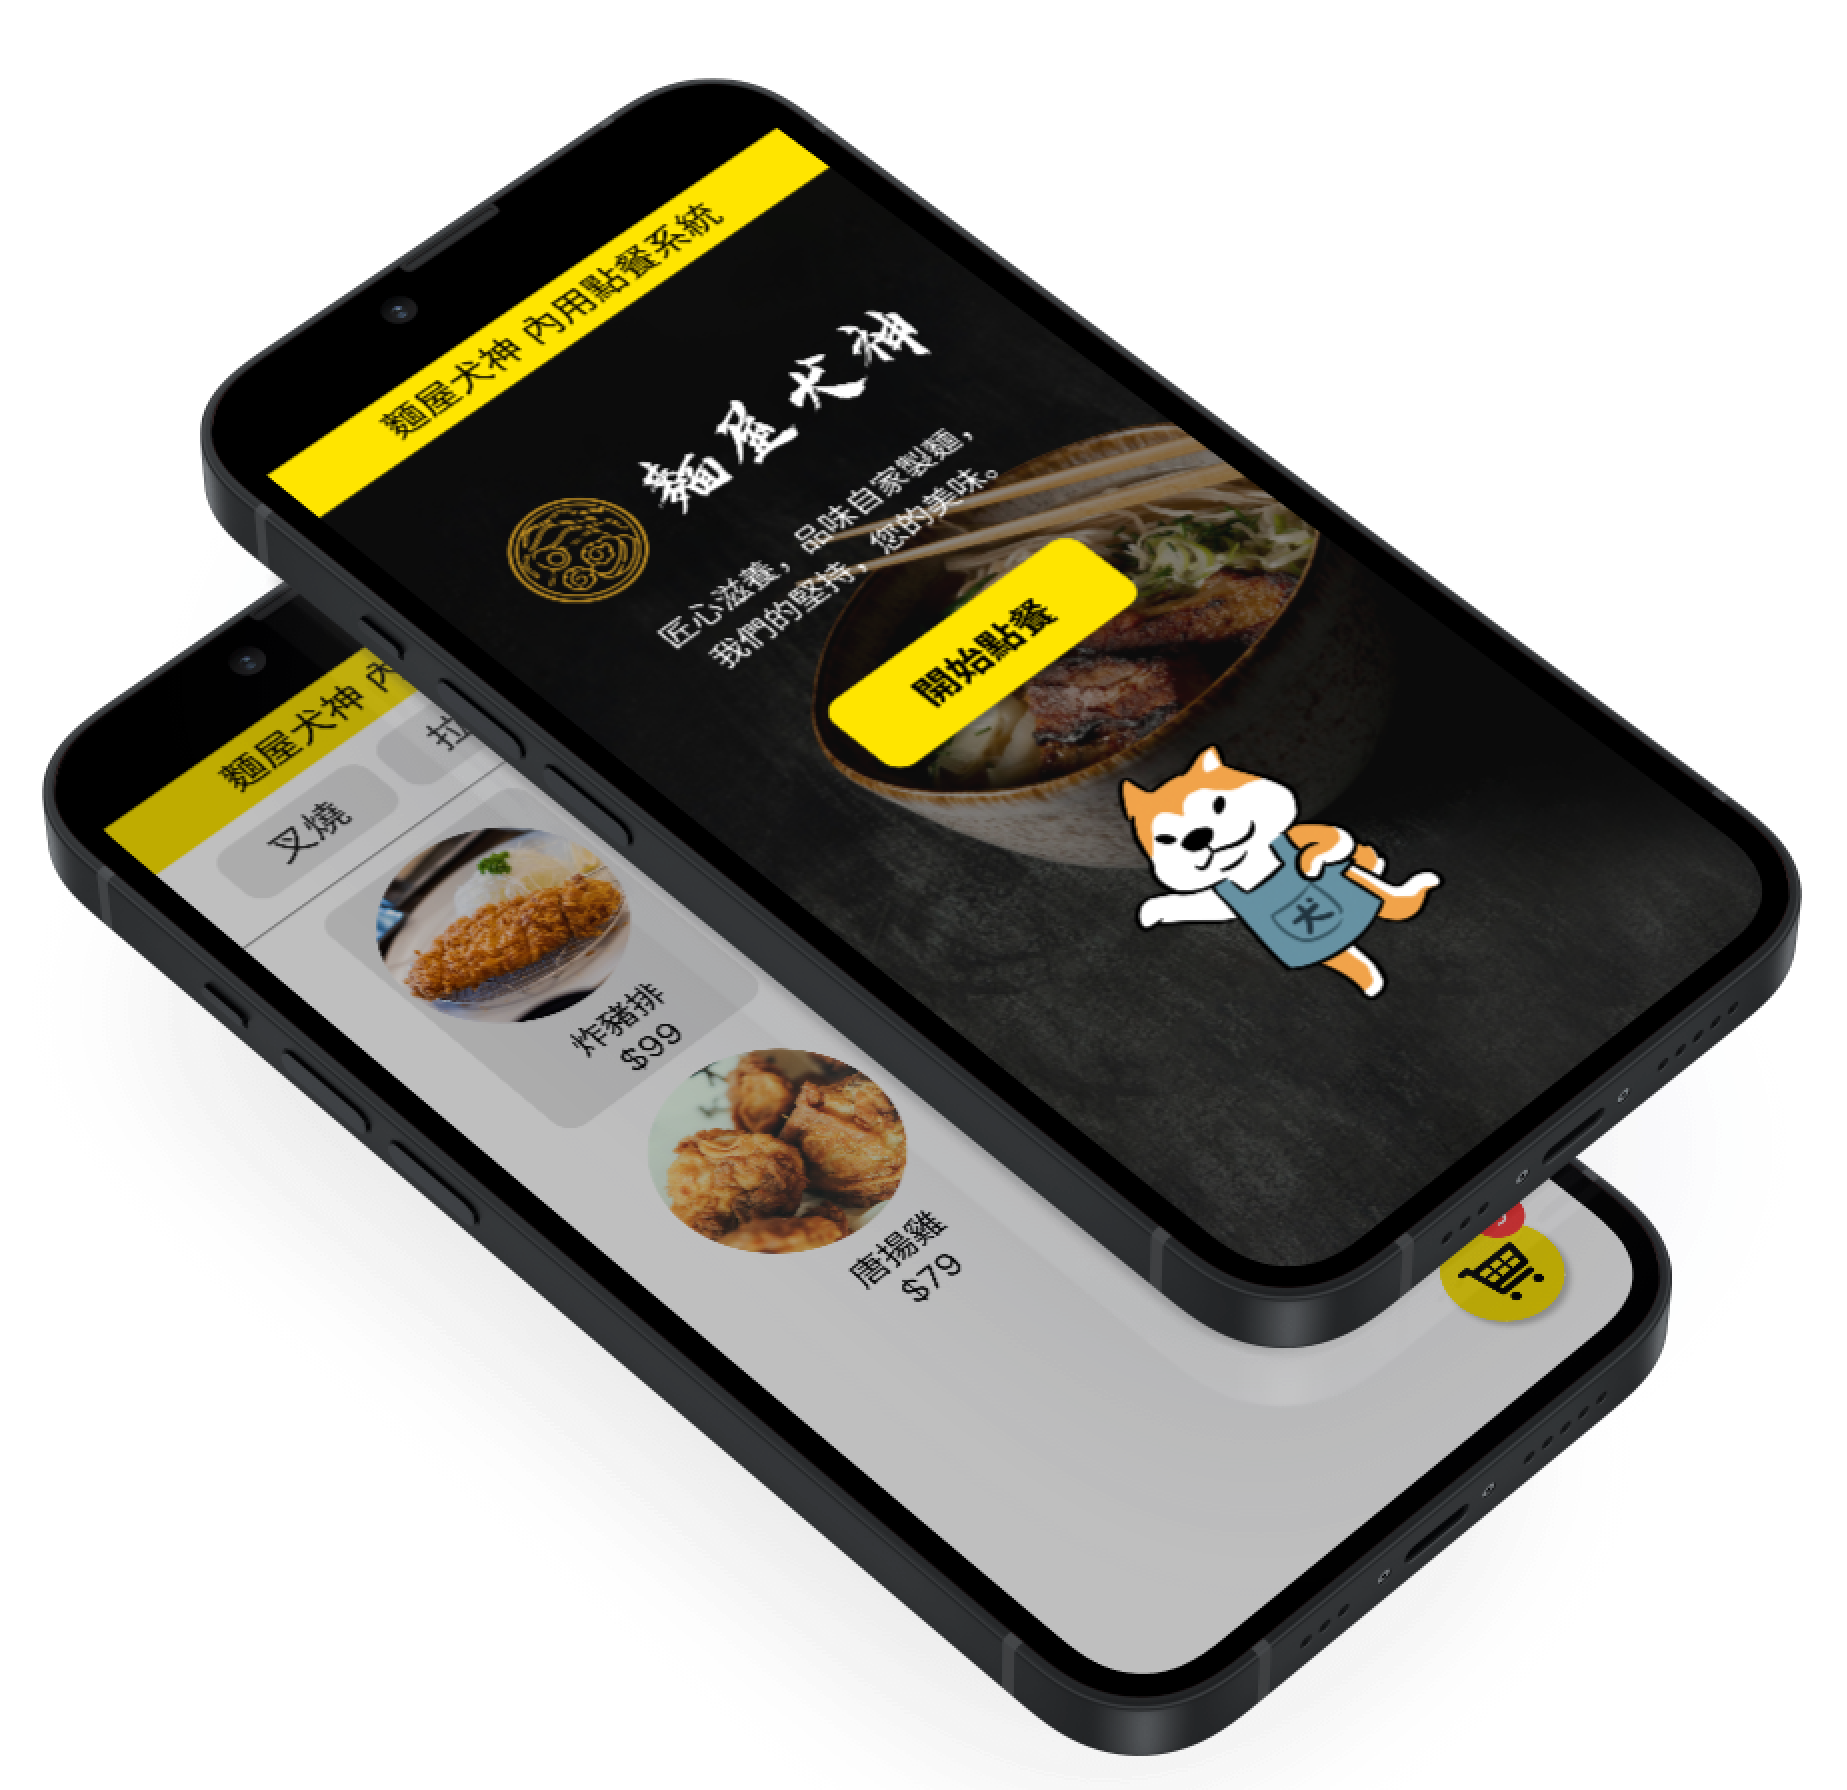 麵屋犬神 內用點餐系統
麵屋犬神
匠心滋養，品味自家製麵，
我們的堅持，您的美味。
開始點餐
犬
麵屋犬神 內
叉燒
拉
炸豬排
$99
唐揚雞
$79